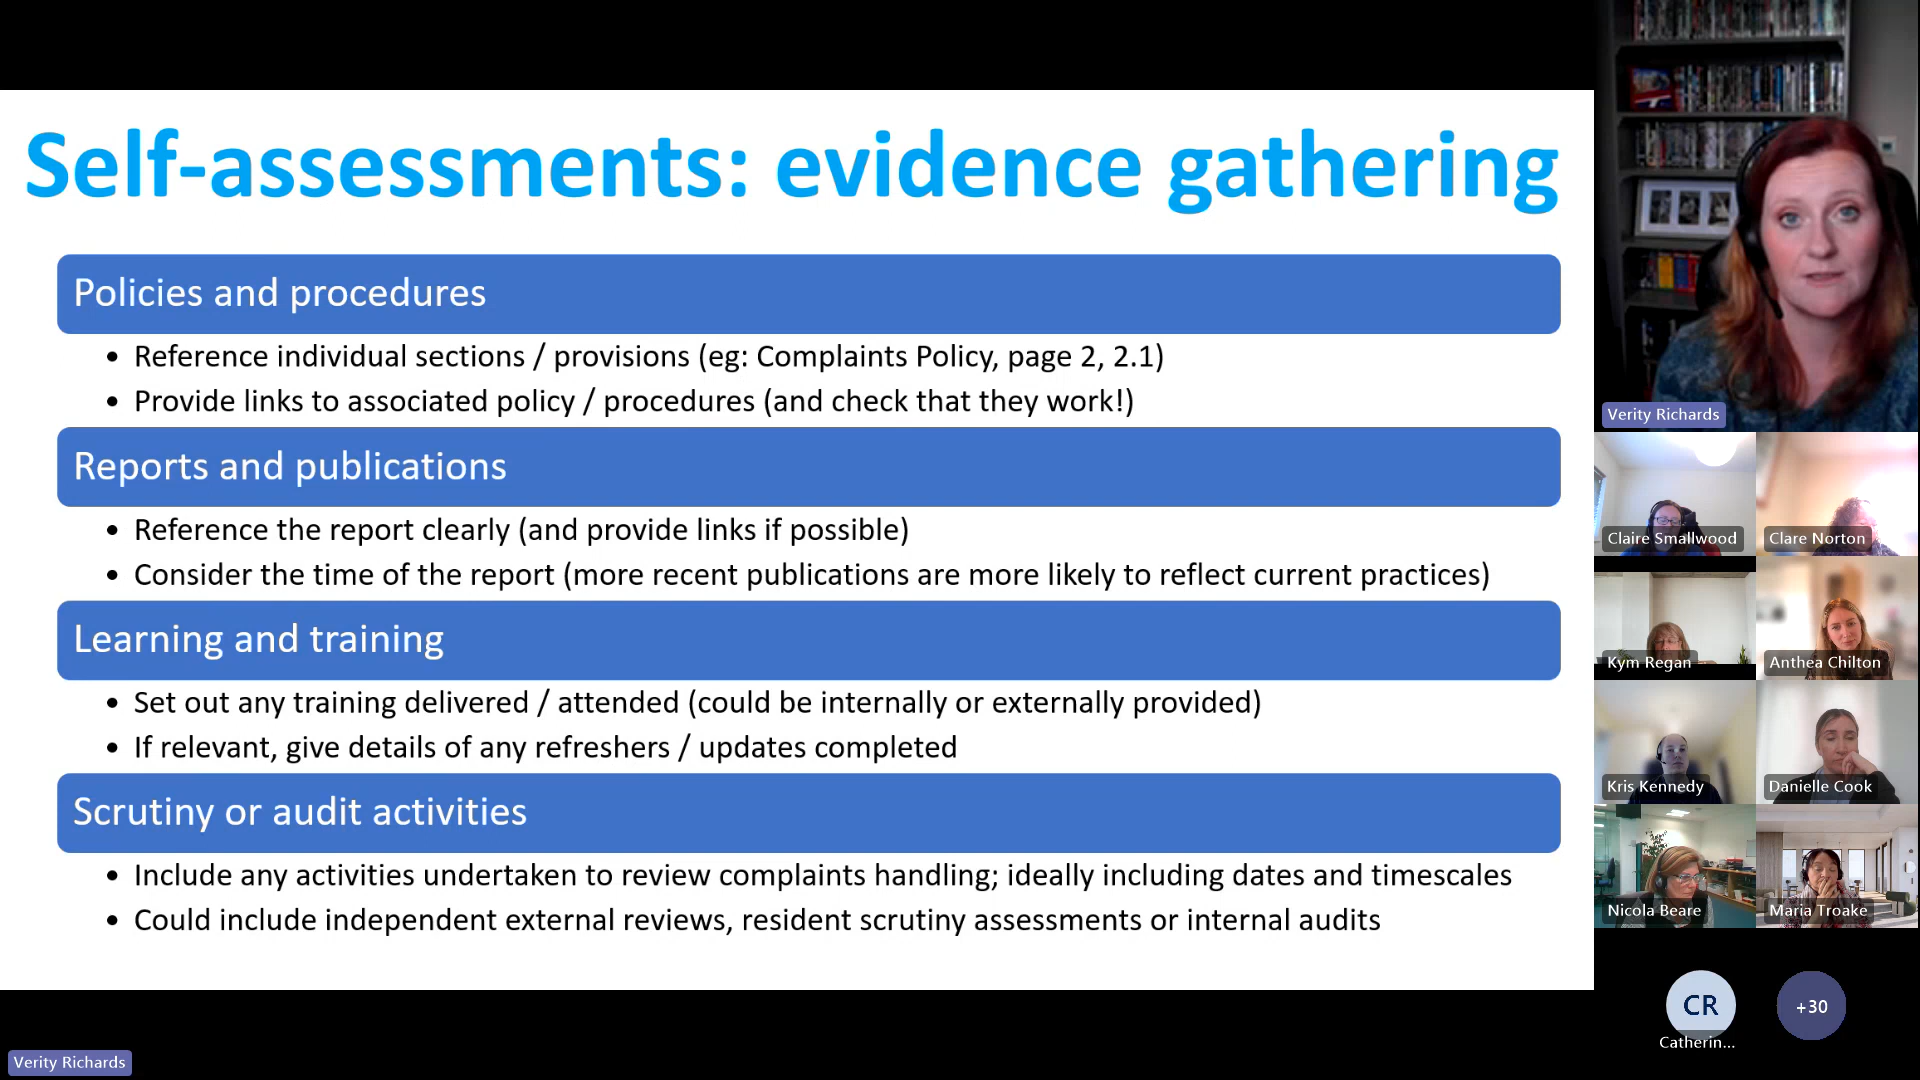 Self-assessments: evidence gathering
Policies and procedures
• Reference individual sections / provisions (eg: Complaints Policy, page 2, 2.1)
• Provide links to associated policy / procedures (and check that they work!)
Reports and publications
• Reference the report clearly (and provide links if possible)
• Consider the time of the report (more recent publications are more likely to reflect current practices)
Learning and training
• Set out any training delivered / attended (could be internally or externally provided)
• If relevant, give details of any refreshers / updates completed
Scrutiny or audit activities
• Include any activities undertaken to review complaints handling; ideally including dates and timescales
• Could include independent external reviews, resident scrutiny assessments or internal audits
Verity Richards
Verity Richards
Claire Smallwood
Clare Norton
Kym Regan
Anthea Chilton
Kris Kennedy
Danielle Cook
Nicola Beare
Maria Troake
CR
Catherin...
+30